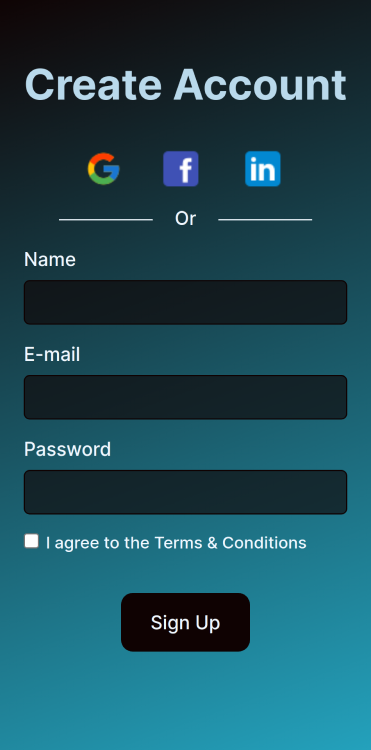 Create Account
G f in
Or
Name
E-mail
Password
I agree to the Terms & Conditions
Sign Up